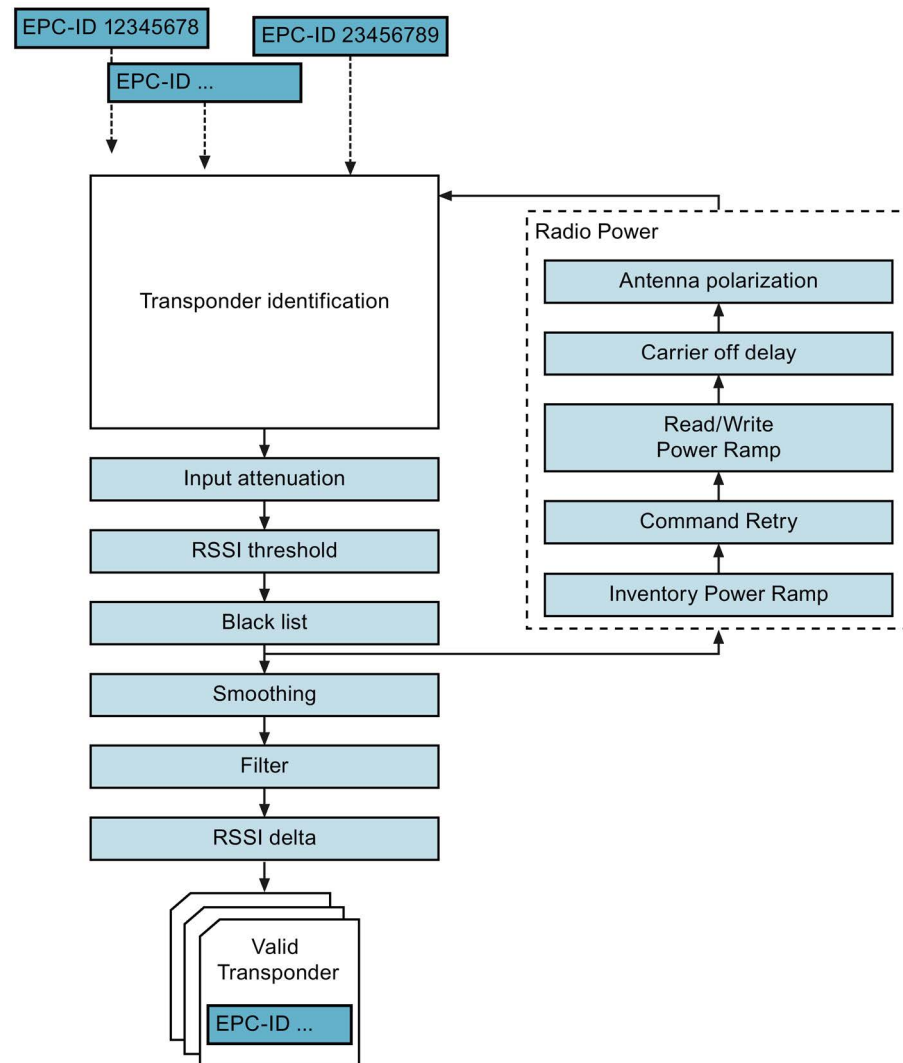 EPC-ID 12345678
EPC-ID 23456789
EPC-ID ...
Transponder identification
Input attenuation
RSSI threshold
Black list
Smoothing
Filter
RSSI delta
Valid
Transponder
EPC-ID ...
Radio Power
Antenna polarization
Carrier off delay
Read/Write
Power Ramp
Command Retry
Inventory Power Ramp